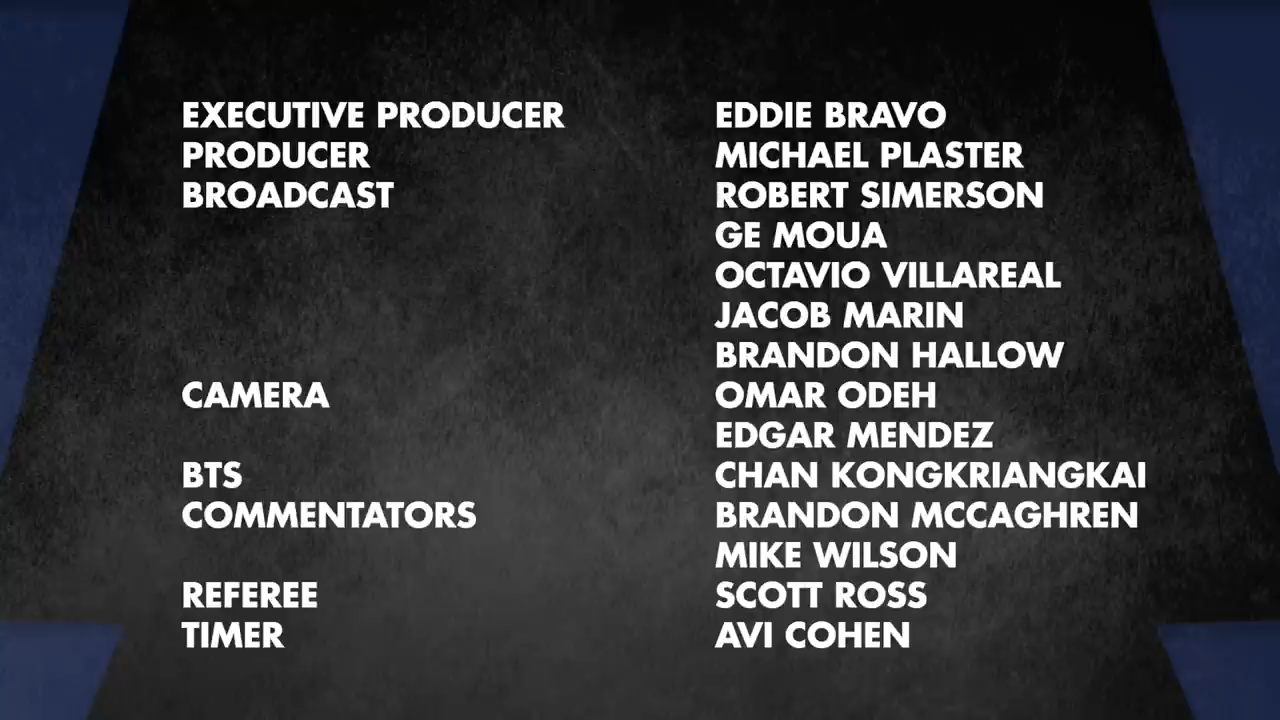 EXECUTIVE PRODUCER EDDIE BRAVO
PRODUCER MICHAEL PLASTER
BROADCAST ROBERT SIMERSON
GE MOUA
OCTAVIO VILLAREAL
JACOB MARIN
BRANDON HALLOW
CAMERA OMAR ODEH
EDGAR MENDEZ
BTS CHAN KONGKRIANGKAI
COMMENTATORS BRANDON MCCAGHREN
MIKE WILSON
REFEREE SCOTT ROSS
TIMER AVI COHEN